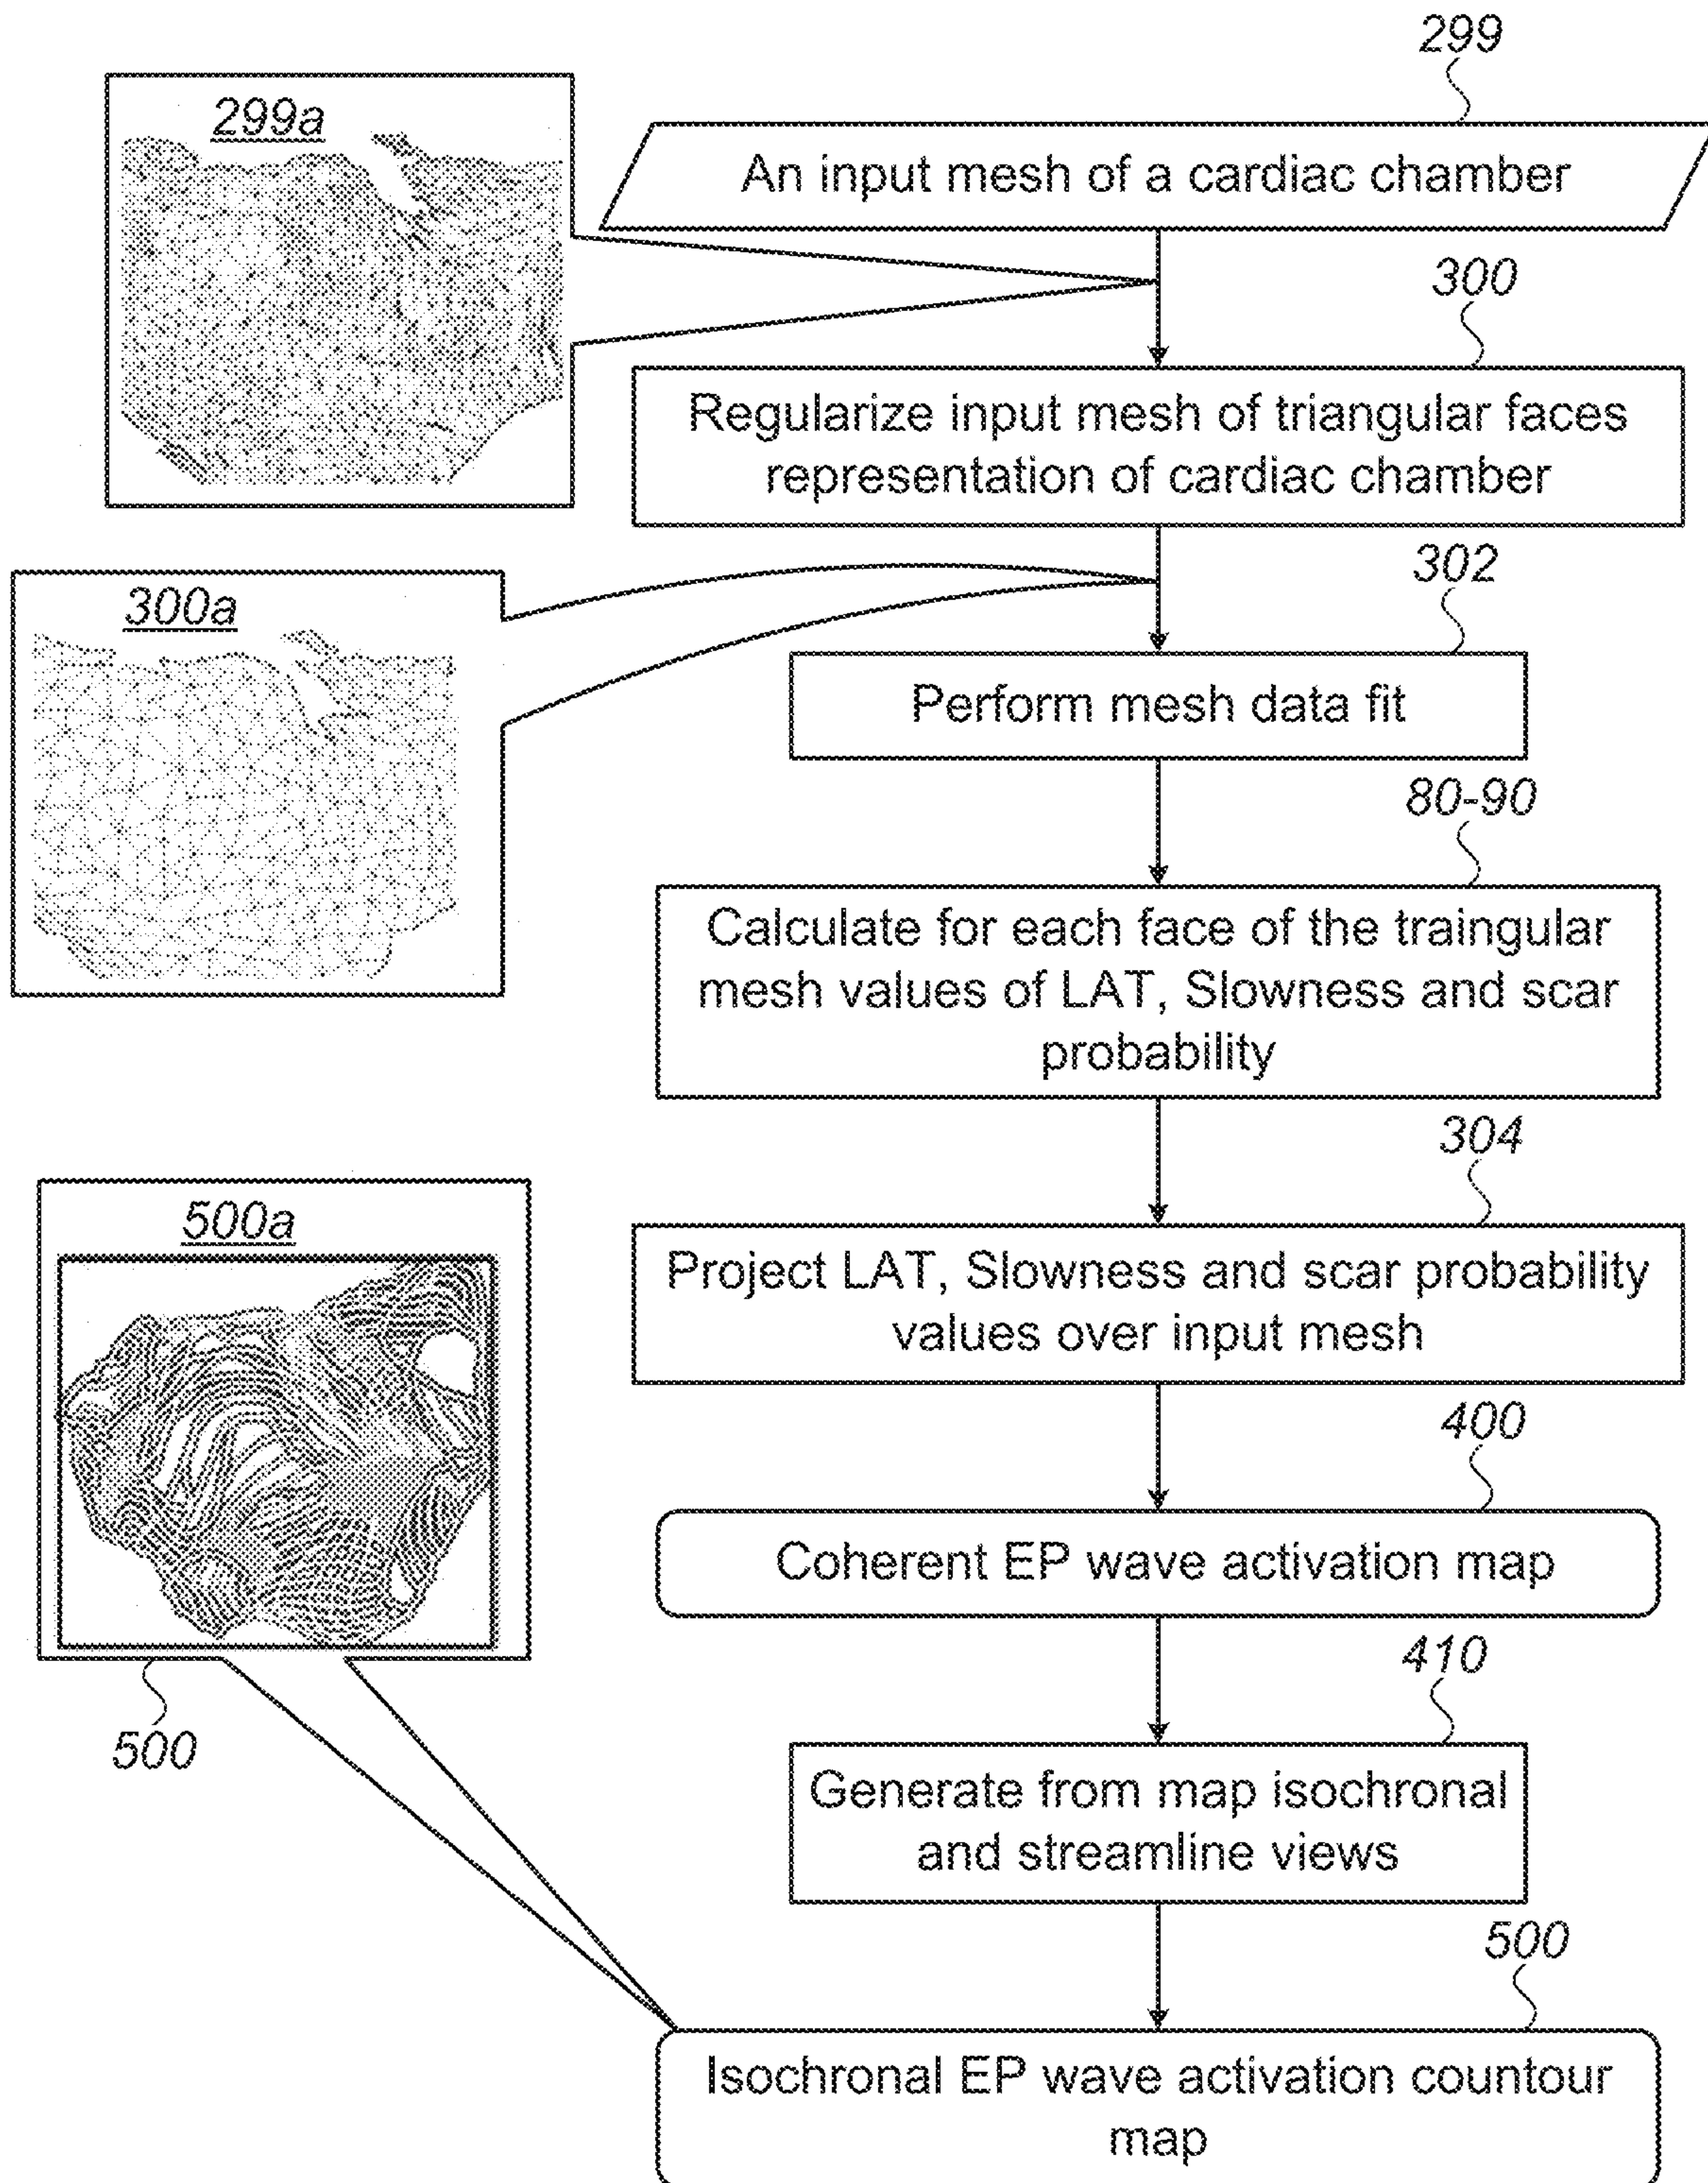 299
299a
An input mesh of a cardiac chamber
300
Regularize input mesh of triangular faces
representation of cardiac chamber
302
300a
Perform mesh data fit
80-90
Calculate for each face of the traingular
mesh values of LAT, Slowness and scar
probability
304
500a
Project LAT, Slowness and scar probability
values over input mesh
400
Coherent EP wave activation map
410
500
Generate from map isochronal
and streamline views
500
Isochronal EP wave activation countour
map